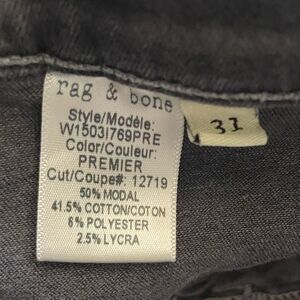 rag & bone
Style/Modèle:
W1503I769PRE
Color/Couleur:
PREMIER
Cut/Coupe#: 12719
50% MODAL
41.5% COTTON/COTON
6% POLYESTER
2.5% LYCRA
31